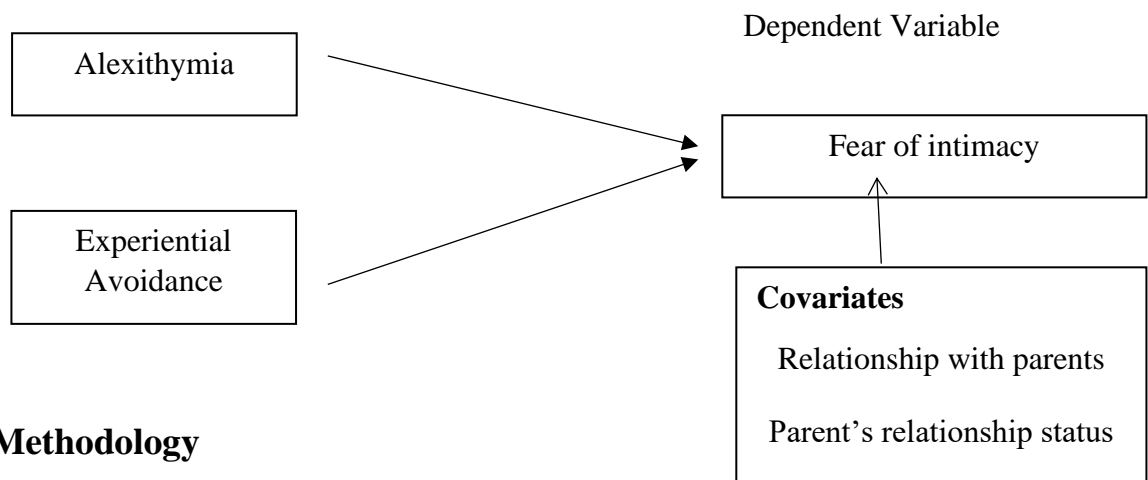 Dependent Variable
Alexithymia
Fear of intimacy
Experiential
Avoidance
Covariates
Relationship with parents
Parent’s relationship status
Methodology